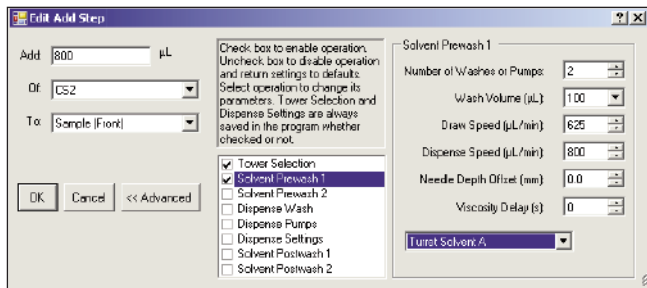 Edit Add Step
Add 800 µL
Of: CS2
To: Sample (Front)
OK Cancel << Advanced
Check box to enable operation.
Uncheck box to disable operation
and return settings to defaults.
Select operation to change its
parameters. Tower Selection and
Dispense Settings are always
saved in the program whether
checked or not.
Tower Selection
Solvent Prewash 1
Solvent Prewash 2
Dispense Wash
Dispense Pumps
Dispense Settings
Solvent Postwash 1
Solvent Postwash 2
Solvent Prewash 1
Number of Washes or Pumps: 2
Wash Volume (µL): 100
Draw Speed (µL/min): 625
Dispense Speed (µL/min): 800
Needle Depth Offset (mm): 0.0
Viscosity Delay (s): 0
Turret Solvent A